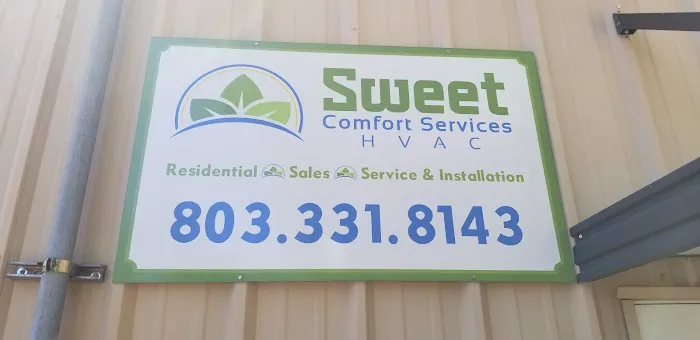 Sweet
Comfort Services
HVAC
Residential Sales Service & Installation
803.331.8143